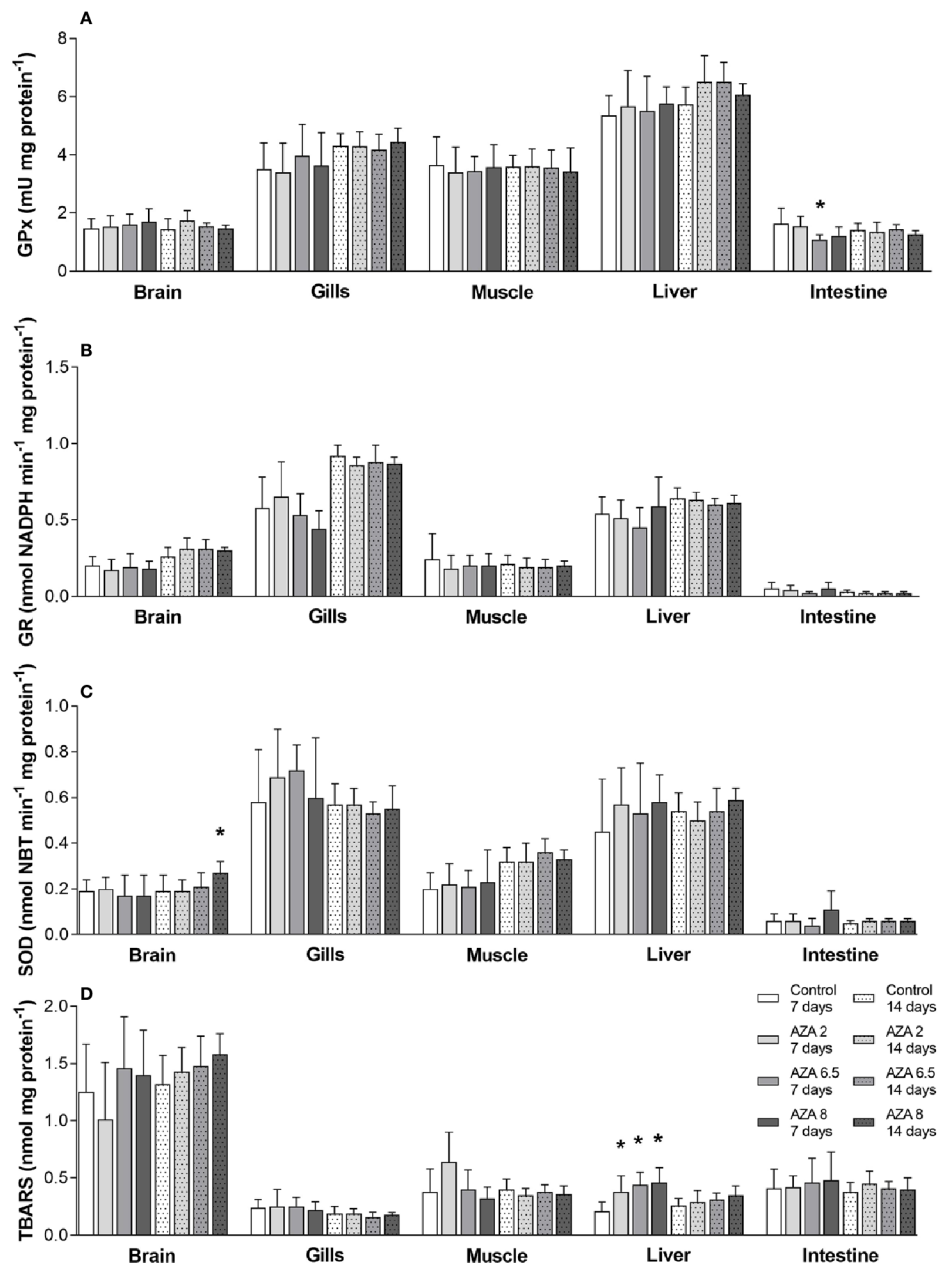 A
GPx (mU mg protein⁻¹)
8
6
4
2
0
Brain Gills Muscle Liver Intestine
*
B
GR (nmol NADPH min⁻¹ mg protein⁻¹)
1.5
1.0
0.5
0.0
Brain Gills Muscle Liver Intestine
C
SOD (nmol NBT min⁻¹ mg protein⁻¹)
1.0
0.8
0.6
0.4
0.2
0.0
*
Brain Gills Muscle Liver Intestine
D
TBARS (nmol mg protein⁻¹)
2.0
1.5
1.0
0.5
0.0
* * *
Brain Gills Muscle Liver Intestine
Control
7 days
Control
14 days
AZA 2
7 days
AZA 2
14 days
AZA 6.5
7 days
AZA 6.5
14 days
AZA 8
7 days
AZA 8
14 days